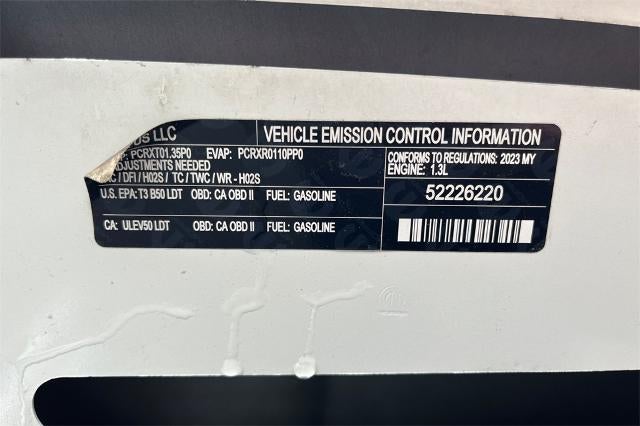 LLC
VEHICLE EMISSION CONTROL INFORMATION
PCRXT01.35P0 EVAP: PCRXR0110PP0
ADJUSTMENTS NEEDED
/ DFI / H02S / TC / TWC / WR - H02S
CONFORMS TO REGULATIONS: 2023 MY
ENGINE: 1.3L
U.S. EPA: T3 B50 LDT OBD: CA OBD II FUEL: GASOLINE
52226220
CA: ULEV50 LDT OBD: CA OBD II FUEL: GASOLINE